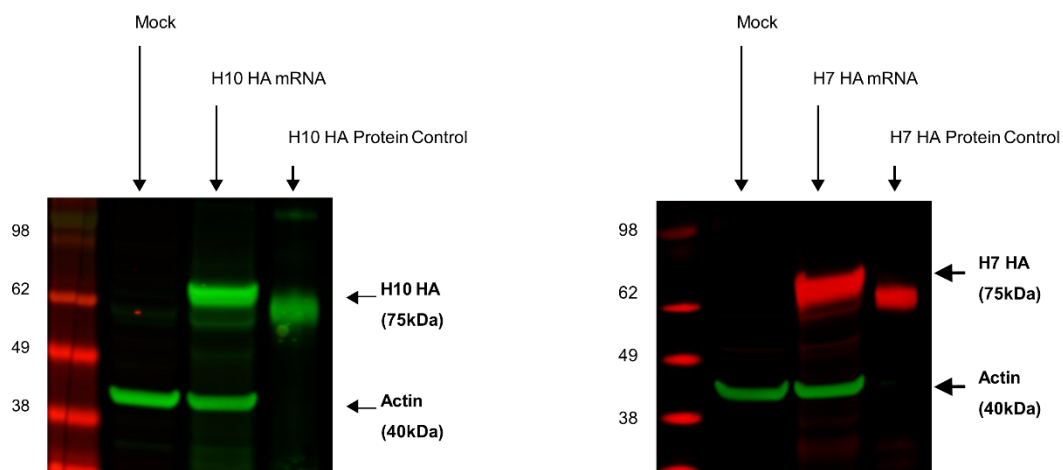 Mock
H10 HA mRNA
H10 HA Protein Control
98
62
49
38
H10 HA
(75kDa)
Actin
(40kDa)
Mock
H7 HA mRNA
H7 HA Protein Control
98
62
49
38
H7 HA
(75kDa)
Actin
(40kDa)